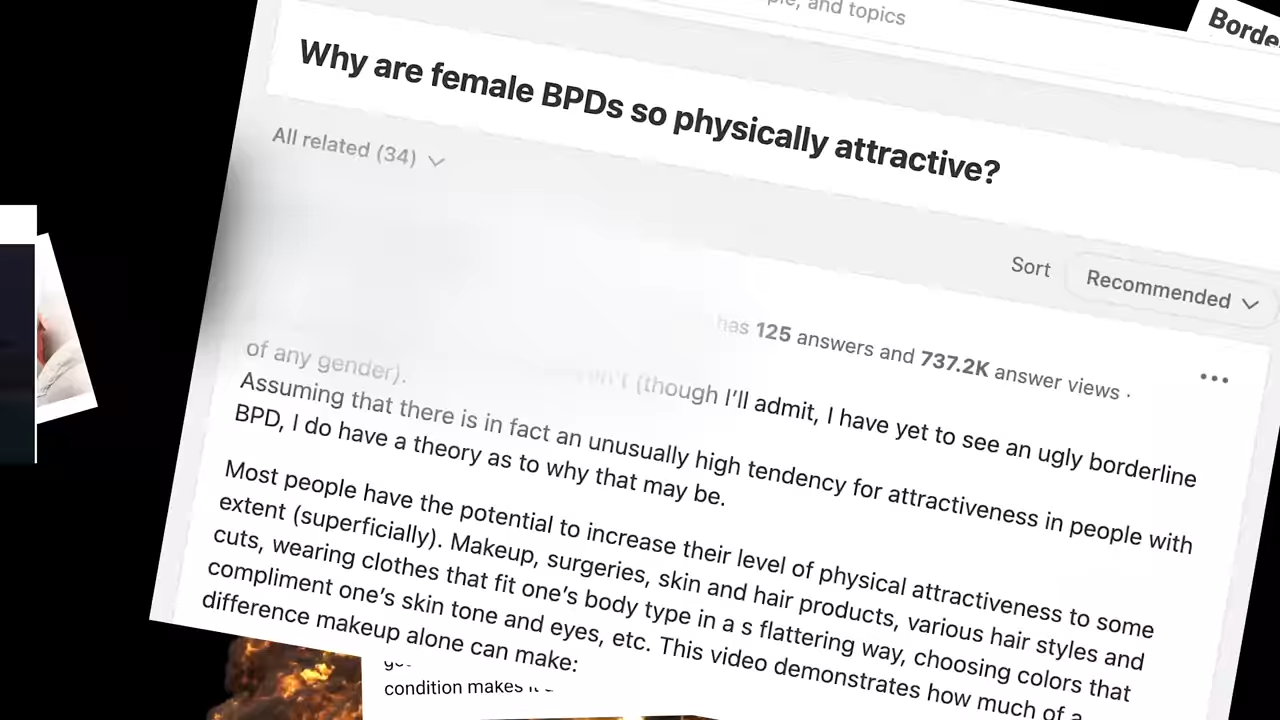 and topics
Borde
Why are female BPDs so physically attractive?
All related (34)
Sort
Recommended
has 125 answers and 737.2K answer views ·
(though I'll admit, I have yet to see an ugly borderline
of any gender).
Assuming that there is in fact an unusually high tendency for attractiveness in people with
BPD, I do have a theory as to why that may be.
Most people have the potential to increase their level of physical attractiveness to some
extent (superficially). Makeup, surgeries, skin and hair products, various hair styles and
cuts, wearing clothes that fit one's body type in a s flattering way, choosing colors that
compliment one's skin tone and eyes, etc. This video demonstrates how much of a
difference makeup alone can make:
condition makes